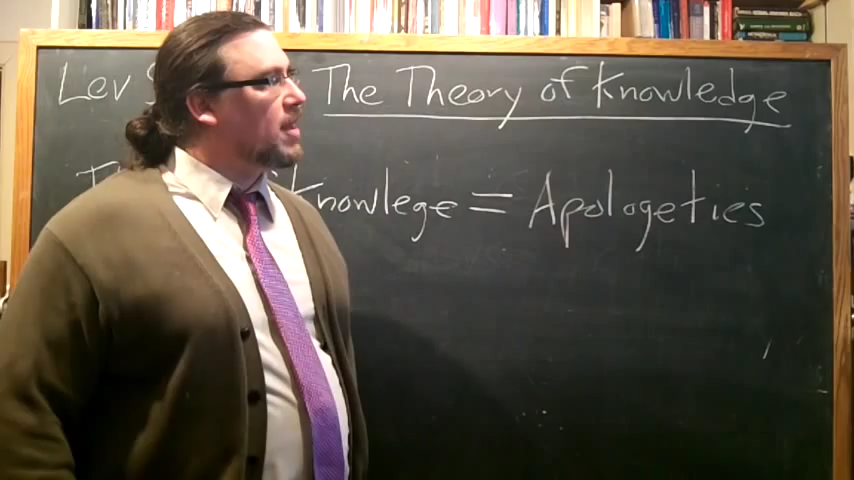 Lev The Theory of Knowledge
Knowlege = Apologetics